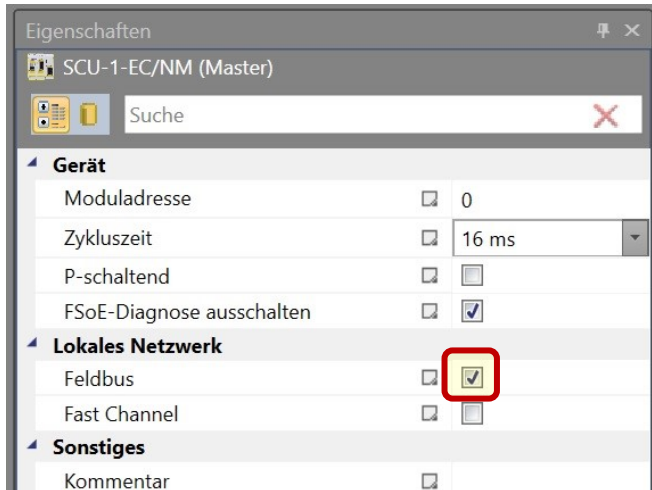 Eigenschaften
SCU-1-EC/NM (Master)
Suche
Gerät
Moduladresse 0
Zykluszeit 16 ms
P-schaltend
FSoE-Diagnose ausschalten
Lokales Netzwerk
Feldbus
Fast Channel
Sonstiges
Kommentar